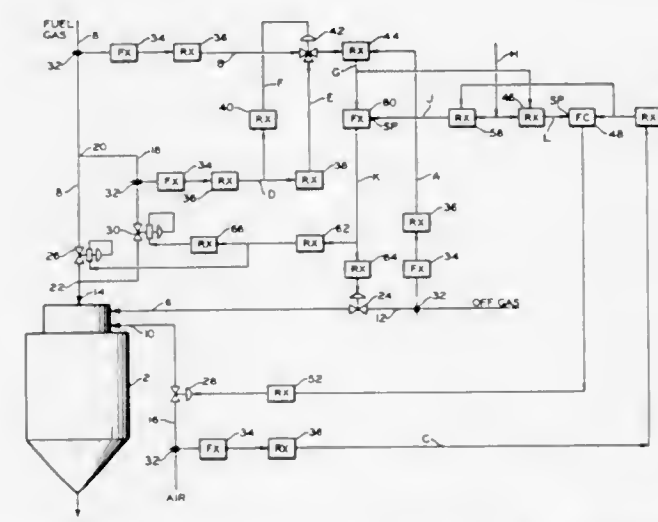 FUEL
GAS
8
32
FX
34
RX
36
B
42
RX
44
G
H
F
E
A
40
RX
FX
60
SP
J
RX
58
46
RX
SP
L
FC
48
RX
20
18
8
32
FX
34
RX
36
D
RX
38
K
30
RX
36
26
RX
66
RX
62
RX
64
FX
34
22
14
6
24
12
32
OFF GAS
10
2
28
RX
52
16
32
FX
34
RX
36
C
AIR